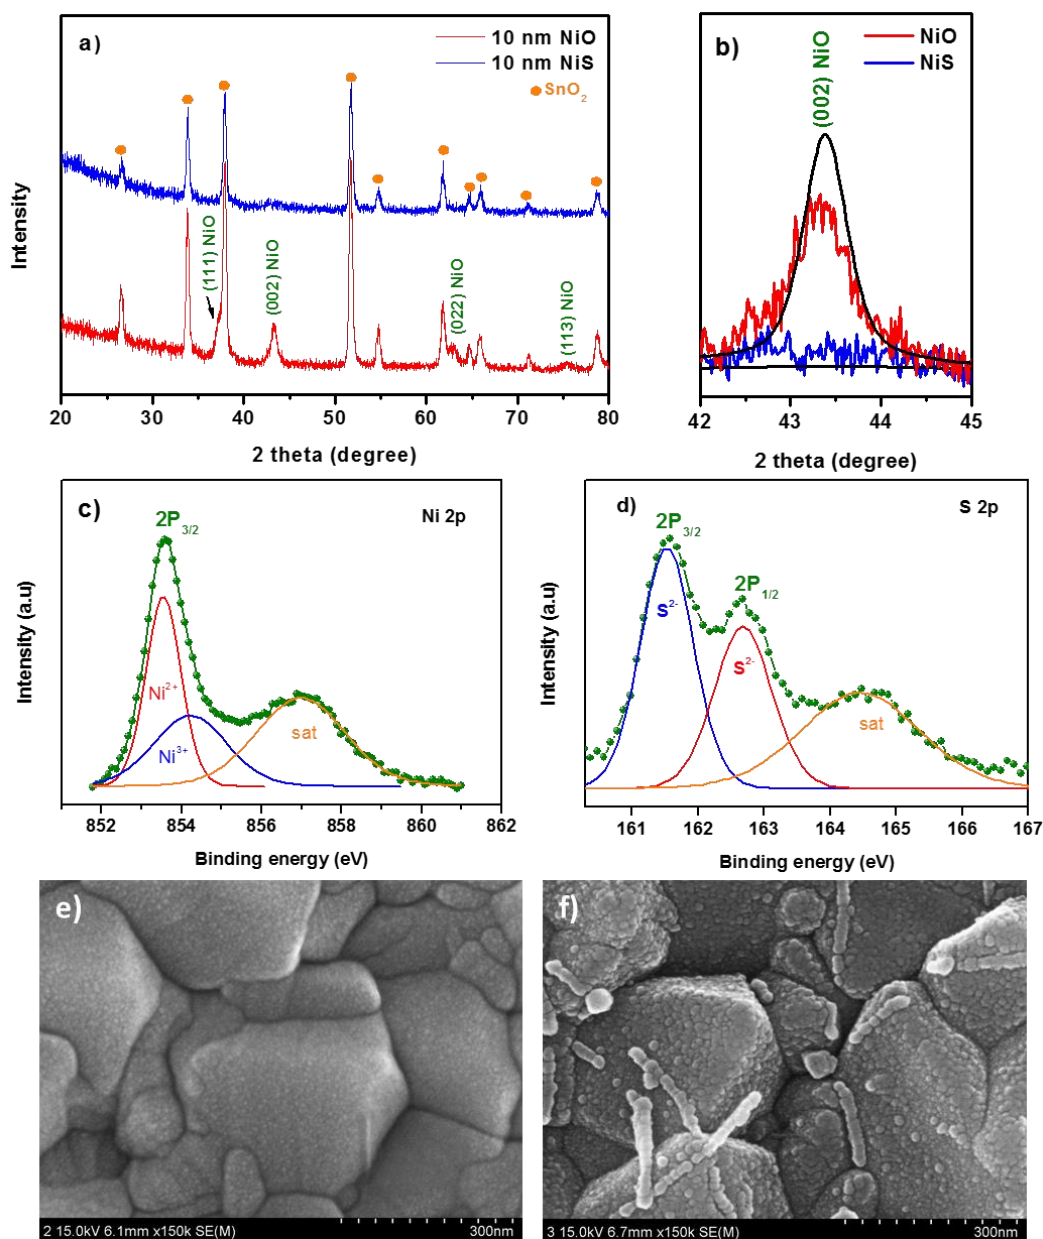 a)
10 nm NiO
10 nm NiS
SnO2
Intensity
(111) NiO
(002) NiO
(022) NiO
(113) NiO
20 30 40 50 60 70 80
2 theta (degree)
b)
(002) NiO
NiO
NiS
42 43 44 45
2 theta (degree)
c)
Ni 2p
2P3/2
Ni2+
Ni3+
sat
Intensity (a.u)
852 854 856 858 860 862
Binding energy (eV)
d)
S 2p
2P3/2
2P1/2
S2-
S2-
sat
Intensity (a.u)
161 162 163 164 165 166 167
Binding energy (eV)
e)
2 15.0kV 6.1mm x150k SE(M) 300nm
f)
3 15.0kV 6.7mm x150k SE(M) 300nm